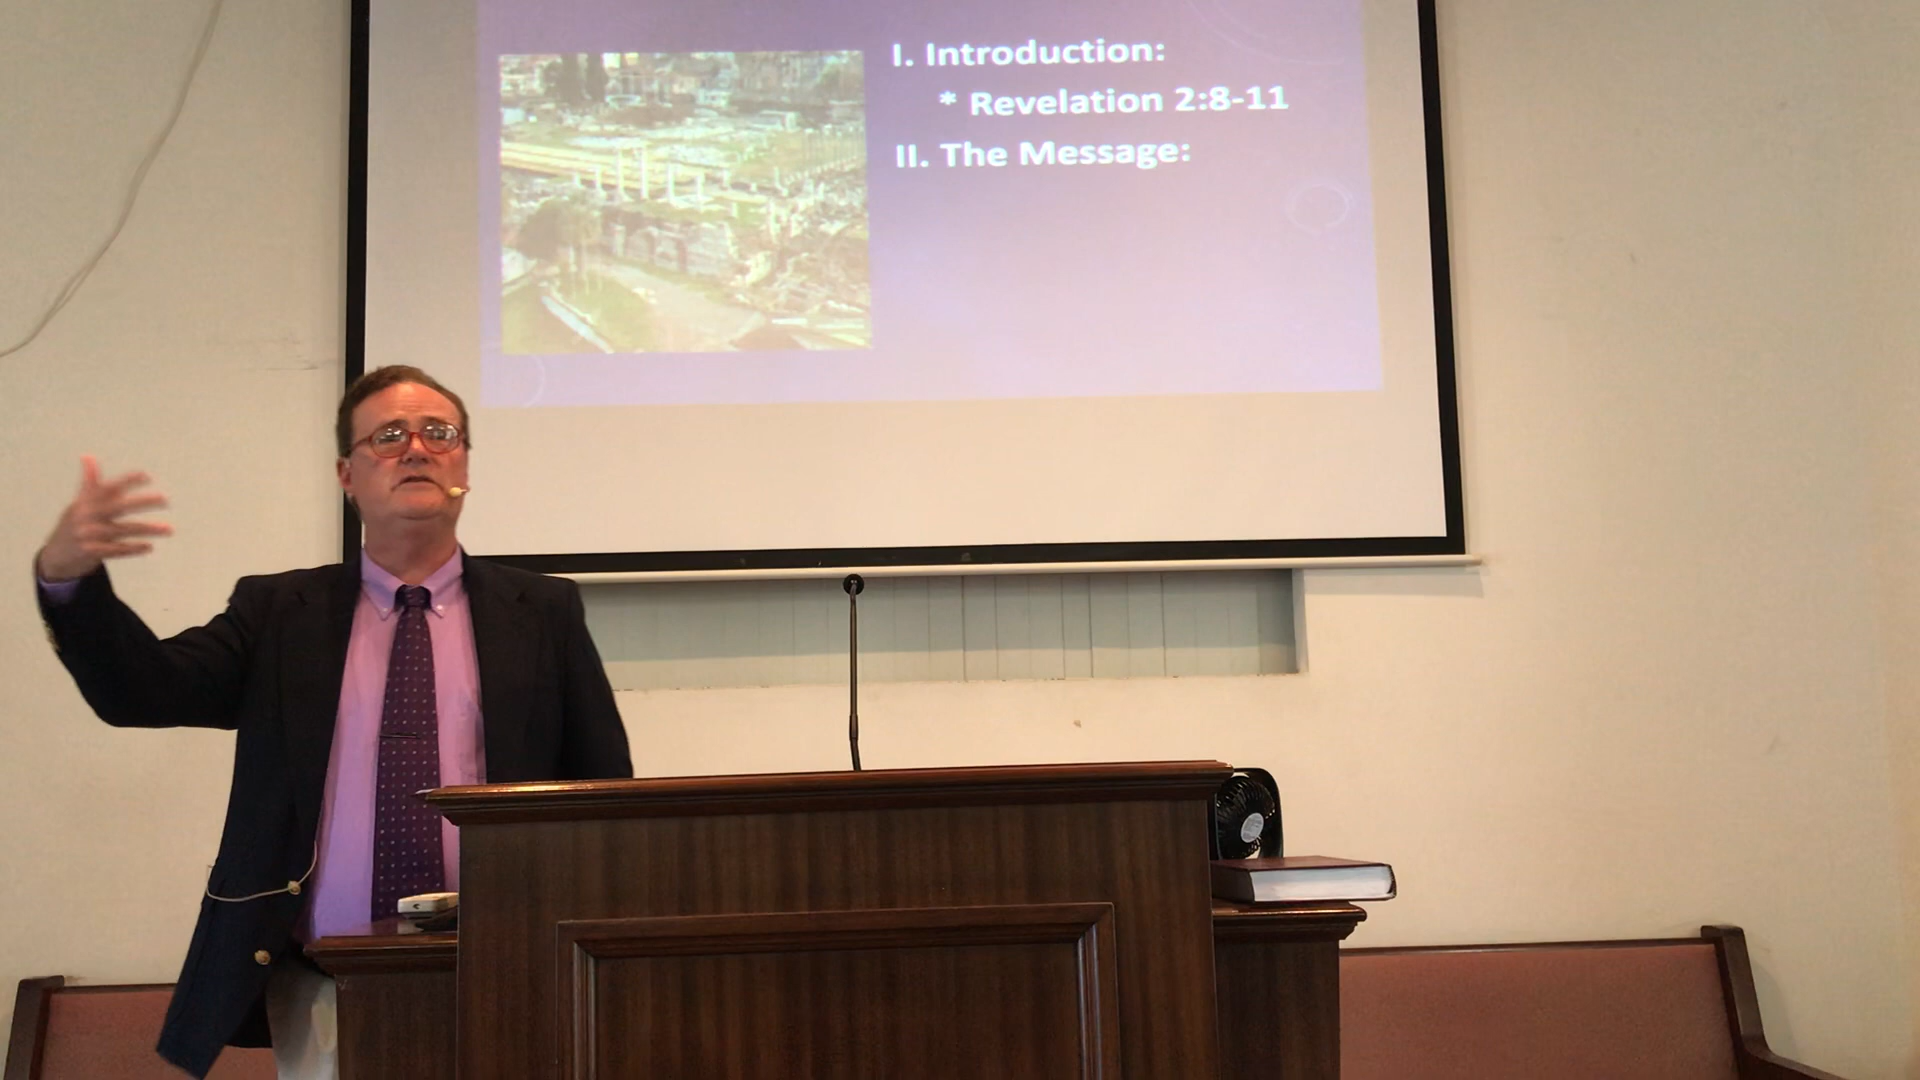 I. Introduction:
* Revelation 2:8-11
II. The Message: